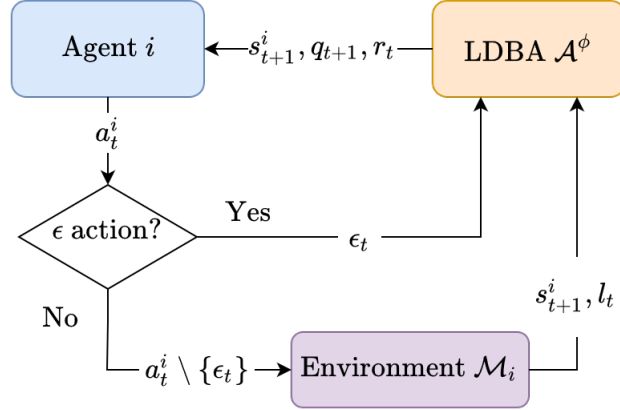 Agent i
s^i_{t+1}, q_{t+1}, r_t
LDBA 𝒜^ϕ
a^i_t
ϵ action?
Yes
ϵ_t
No
s^i_{t+1}, l_t
a^i_t \ {ϵ_t}
Environment ℳ_i